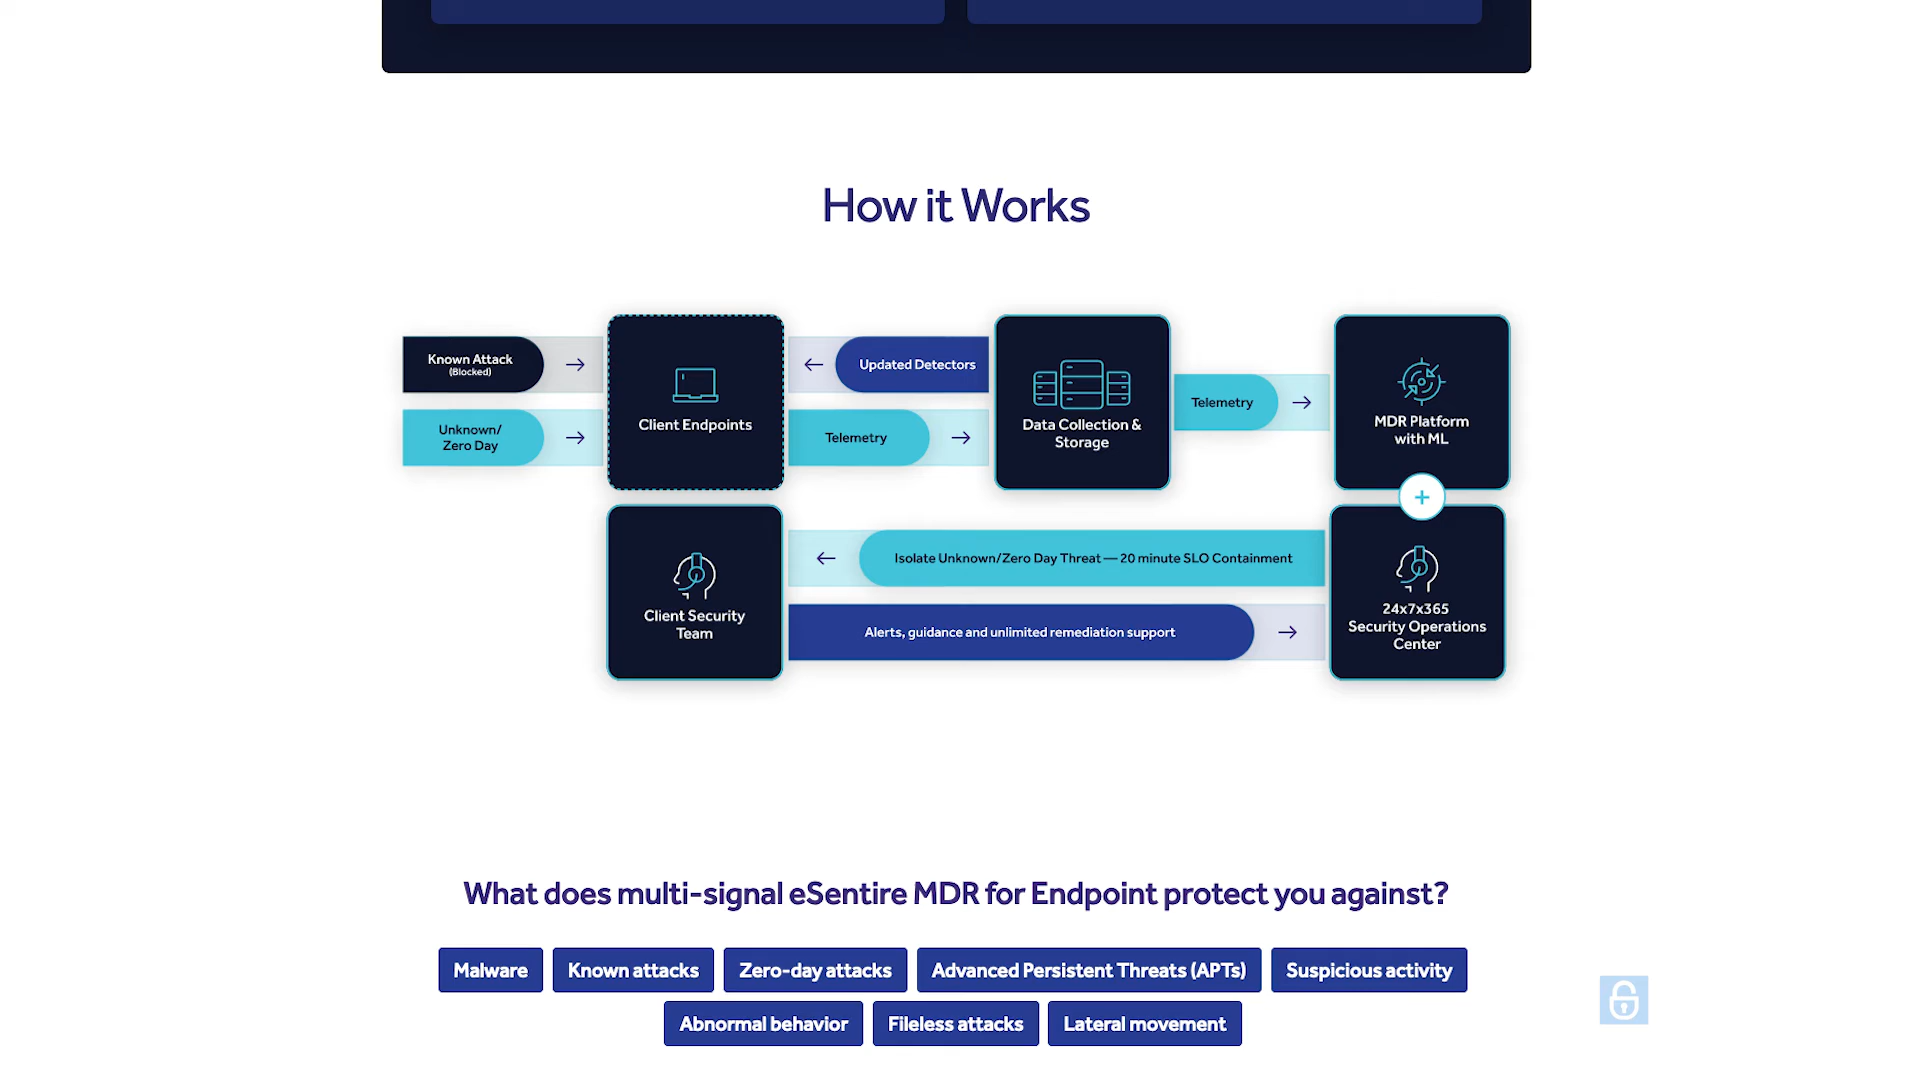 How it Works
Known Attack
(Blocked)
Unknown/
Zero Day
Client Endpoints
Updated Detectors
Telemetry
Data Collection &
Storage
Telemetry
MDR Platform
with ML
+
Client Security
Team
Isolate Unknown/Zero Day Threat — 20 minute SLO Containment
Alerts, guidance and unlimited remediation support
24x7x365
Security Operations
Center
What does multi-signal eSentire MDR for Endpoint protect you against?
Malware
Known attacks
Zero-day attacks
Advanced Persistent Threats (APTs)
Suspicious activity
Abnormal behavior
Fileless attacks
Lateral movement